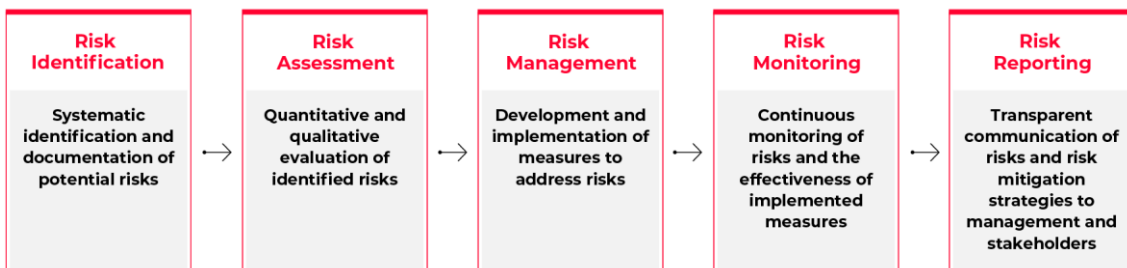 Risk
Identification
Systematic
identification and
documentation of
potential risks
Risk
Assessment
Quantitative and
qualitative
evaluation of
identified risks
Risk
Management
Development and
implementation of
measures to
address risks
Risk
Monitoring
Continuous
monitoring of
risks and the
effectiveness of
implemented
measures
Risk
Reporting
Transparent
communication of
risks and risk
mitigation
strategies to
management and
stakeholders